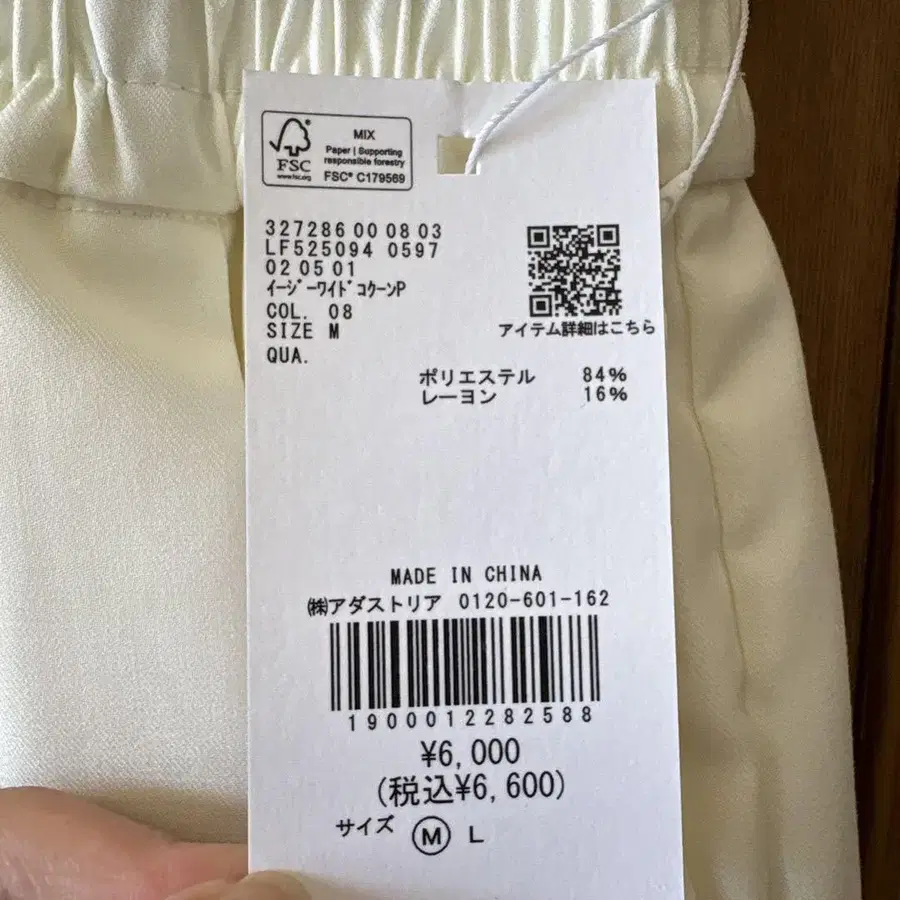 MIX
Paper | Supporting
responsible forestry
FSC
www.fsc.org
FSC® C179569
327286 00 08 03
LF525094 0597
02 05 01
ｲｰｼﾞｰﾜｲﾄﾞｺｸｰﾝP
COL. 08
SIZE M
QUA.
アイテム詳細はこちら
ポリエステル 84%
レーヨン 16%
MADE IN CHINA
㈱アダストリア 0120-601-162
1900012282588
¥6,000
(税込¥6,600)
サイズ M L